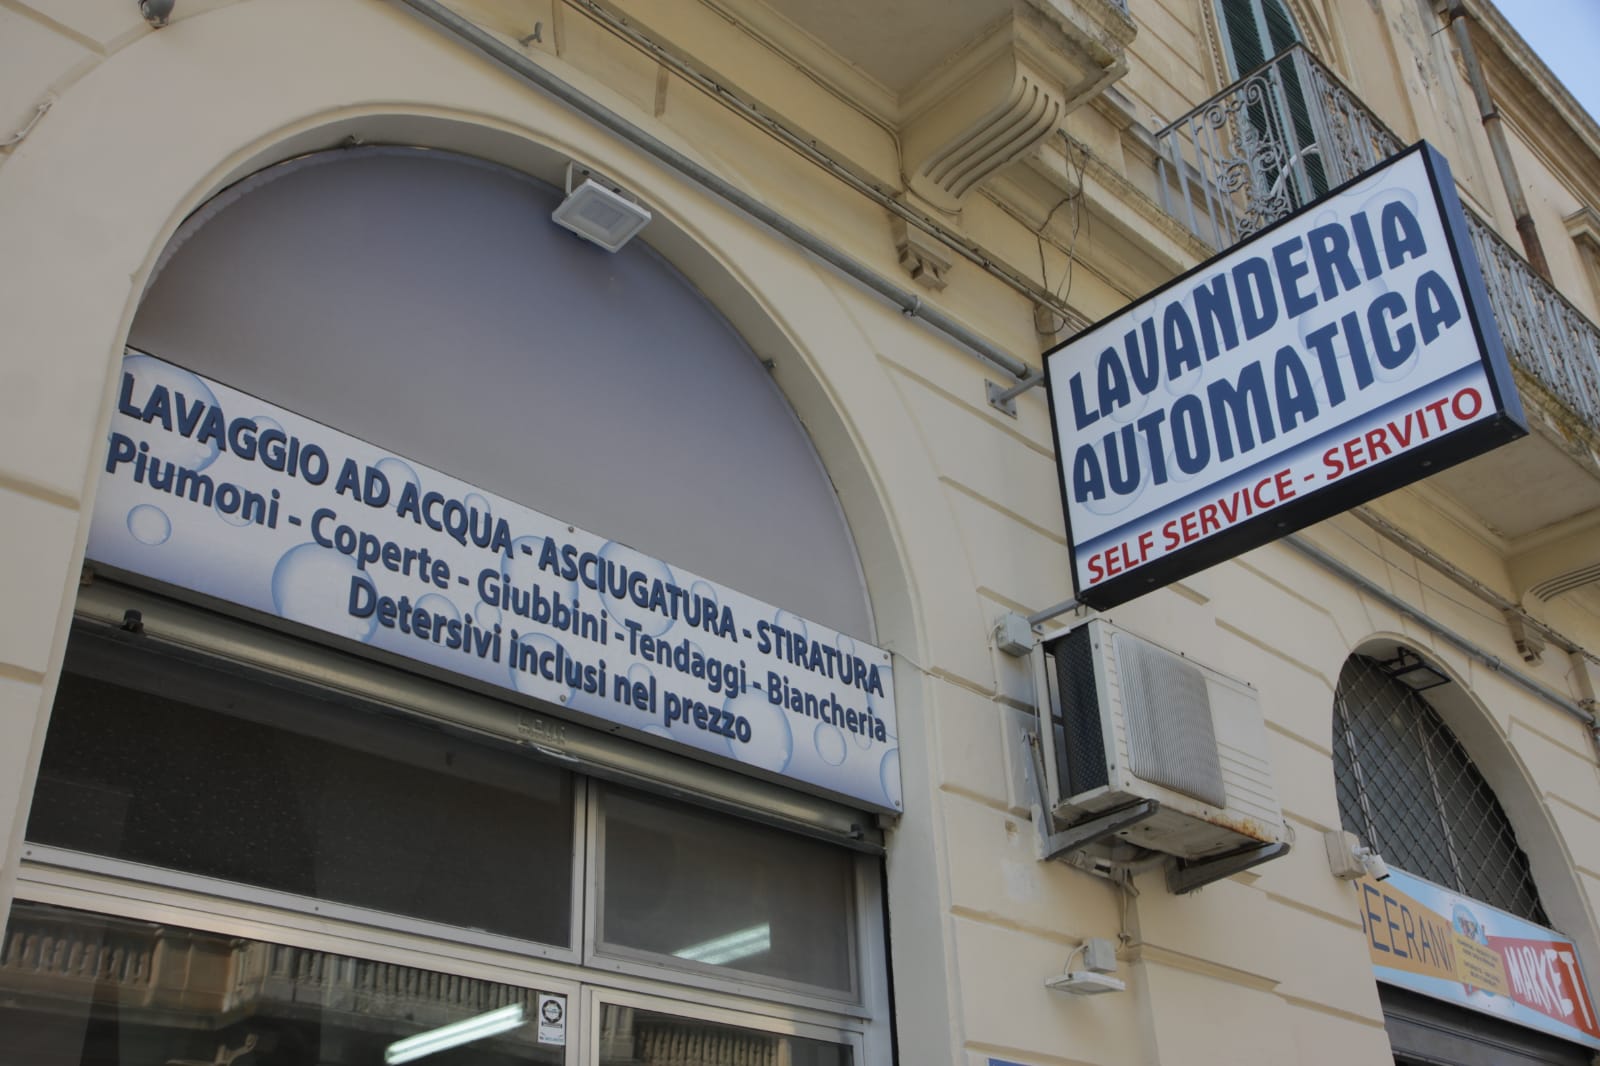 LAVANDERIA
AUTOMATICA
SELF SERVICE - SERVITO
LAVAGGIO AD ACQUA - ASCIUGATURA - STIRATURA
Piumoni - Coperte - Giubbini -Tendaggi - Biancheria
Detersivi inclusi nel prezzo
MARKET